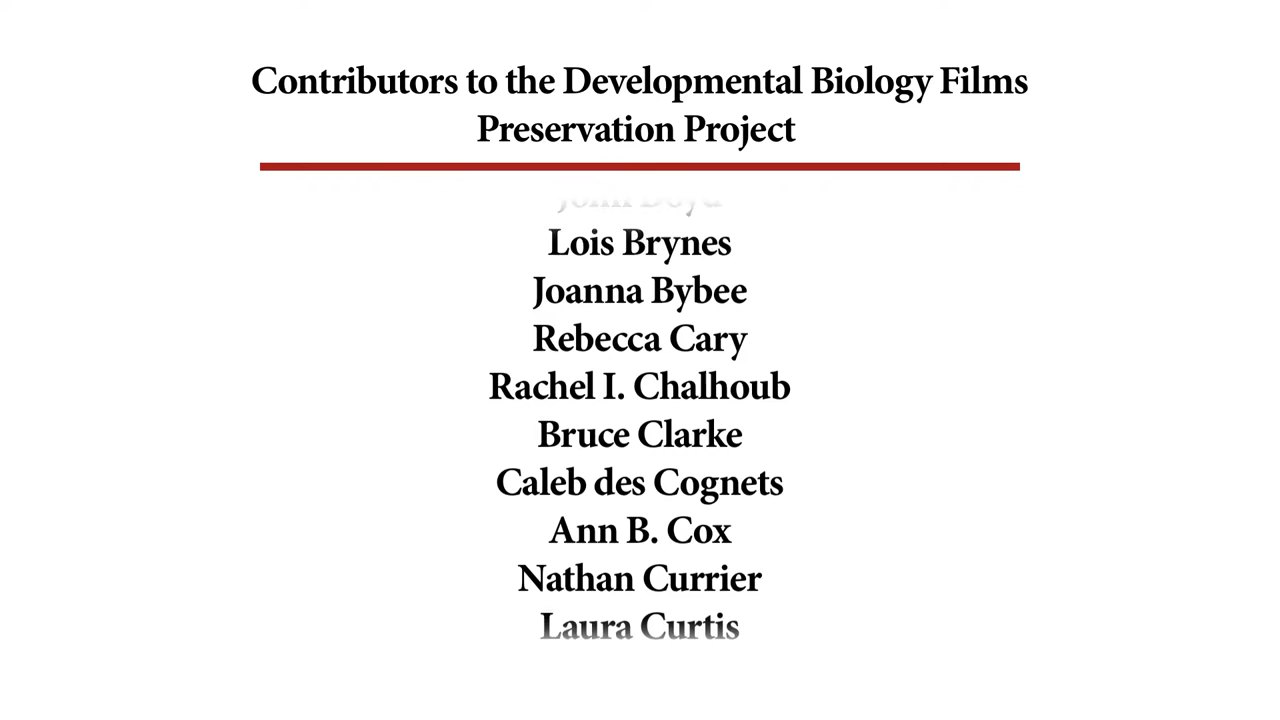 Contributors to the Developmental Biology Films
Preservation Project
Lois Brynes
Joanna Bybee
Rebecca Cary
Rachel I. Chalhoub
Bruce Clarke
Caleb des Cognets
Ann B. Cox
Nathan Currier
Laura Curtis